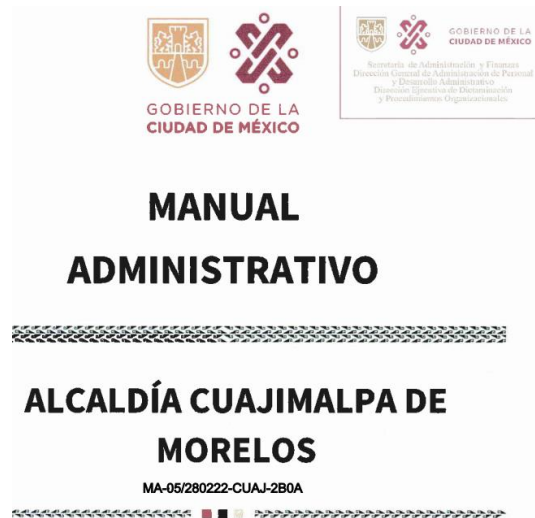 GOBIERNO DE LA
CIUDAD DE MÉXICO
GOBIERNO DE LA
CIUDAD DE MÉXICO
Secretaría de Administración y Finanzas
Dirección General de Administración de Personal
y Desarrollo Administrativo
Dirección Ejecutiva de Dictaminación
y Procedimientos Organizacionales
MANUAL
ADMINISTRATIVO
ALCALDÍA CUAJIMALPA DE
MORELOS
MA-05/280222-CUAJ-2B0A